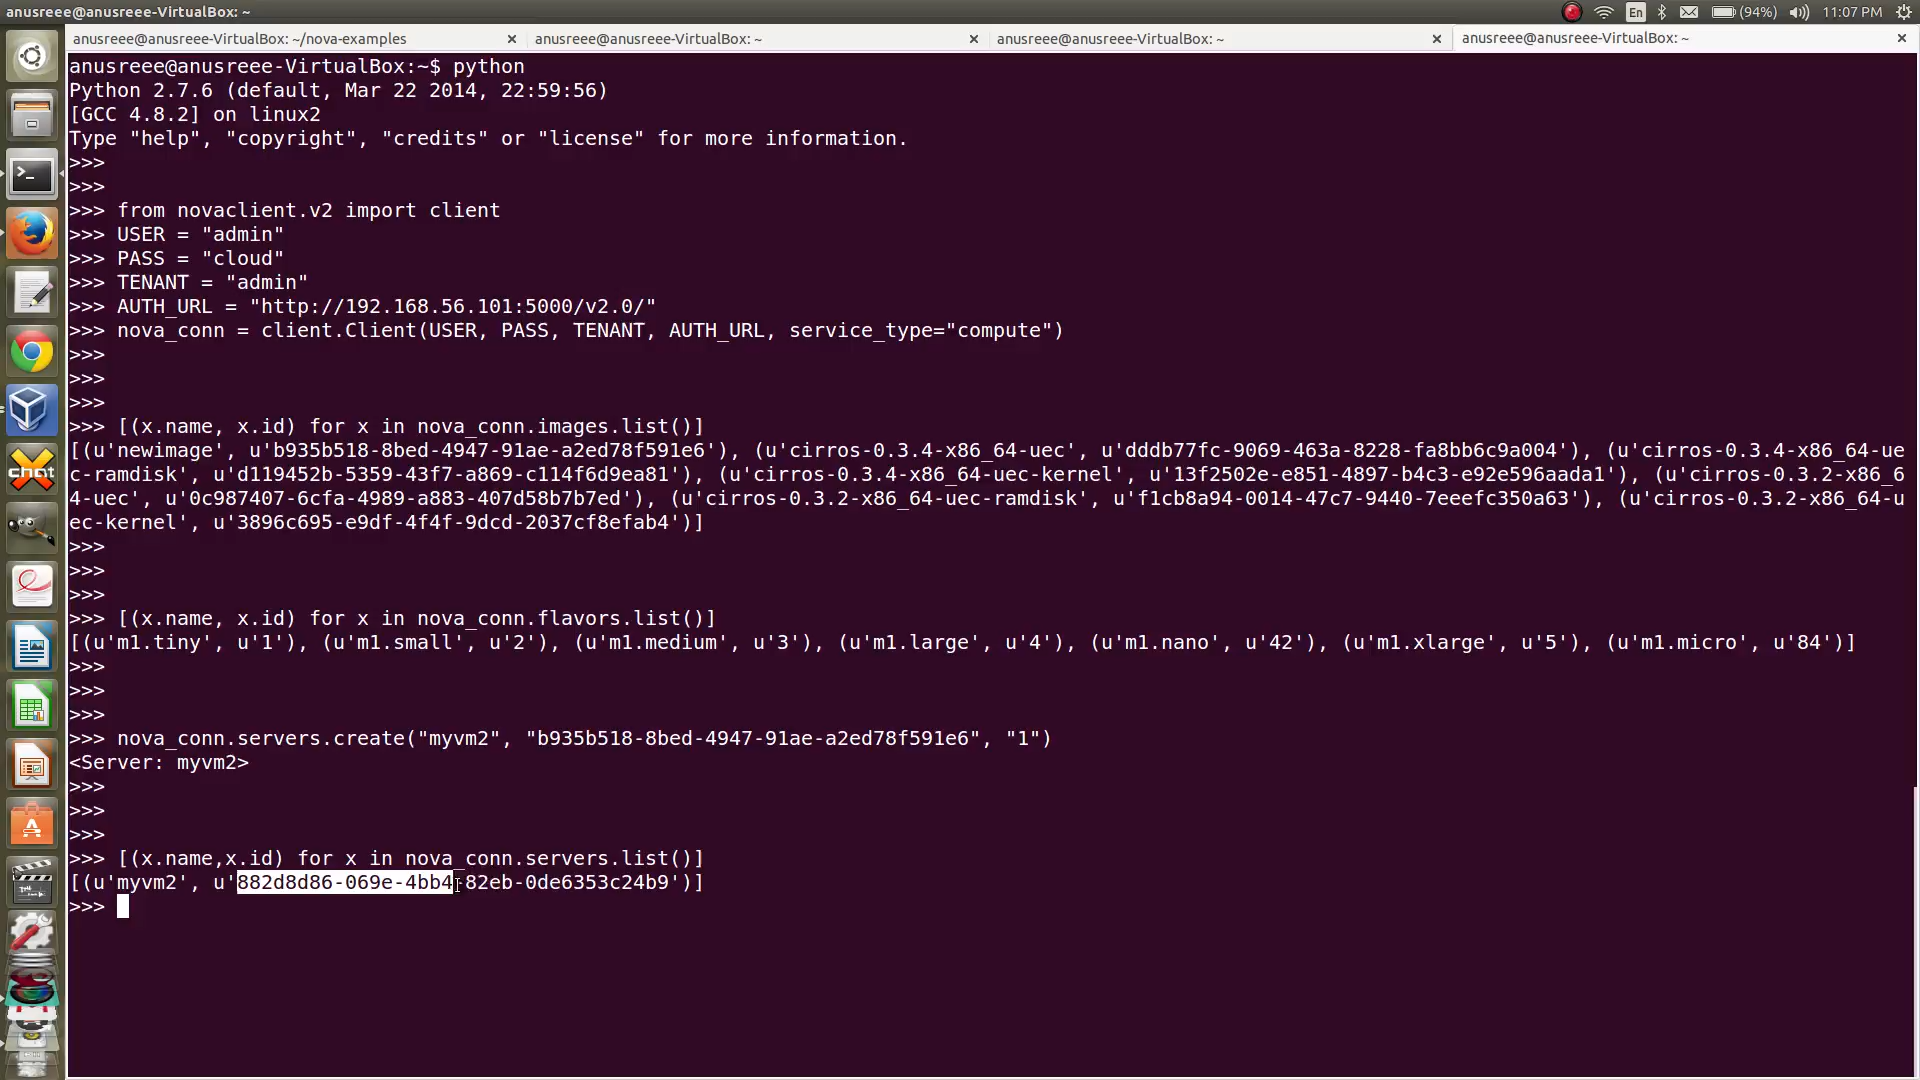 anusreee@anusreee-VirtualBox: ~
En
(94%)
11:07 PM
anusreee@anusreee-VirtualBox: ~/nova-examples
anusreee@anusreee-VirtualBox: ~
anusreee@anusreee-VirtualBox: ~
anusreee@anusreee-VirtualBox: ~
anusreee@anusreee-VirtualBox:~$ python
Python 2.7.6 (default, Mar 22 2014, 22:59:56)
[GCC 4.8.2] on linux2
Type "help", "copyright", "credits" or "license" for more information.
>>>
>>>
>>> from novaclient.v2 import client
>>> USER = "admin"
>>> PASS = "cloud"
>>> TENANT = "admin"
>>> AUTH_URL = "http://192.168.56.101:5000/v2.0/"
>>> nova_conn = client.Client(USER, PASS, TENANT, AUTH_URL, service_type="compute")
>>>
>>>
>>>
>>> [(x.name, x.id) for x in nova_conn.images.list()]
[(u'newimage', u'b935b518-8bed-4947-91ae-a2ed78f591e6'), (u'cirros-0.3.4-x86_64-uec', u'dddb77fc-9069-463a-8228-fa8bb6c9a004'), (u'cirros-0.3.4-x86_64-ue
c-ramdisk', u'd119452b-5359-43f7-a869-c114f6d9ea81'), (u'cirros-0.3.4-x86_64-uec-kernel', u'13f2502e-e851-4897-b4c3-e92e596aada1'), (u'cirros-0.3.2-x86_6
4-uec', u'0c987407-6cfa-4989-a883-407d58b7b7ed'), (u'cirros-0.3.2-x86_64-uec-ramdisk', u'f1cb8a94-0014-47c7-9440-7eeefc350a63'), (u'cirros-0.3.2-x86_64-u
ec-kernel', u'3896c695-e9df-4f4f-9dcd-2037cf8efab4')]
>>>
>>>
>>>
>>> [(x.name, x.id) for x in nova_conn.flavors.list()]
[(u'm1.tiny', u'1'), (u'm1.small', u'2'), (u'm1.medium', u'3'), (u'm1.large', u'4'), (u'm1.nano', u'42'), (u'm1.xlarge', u'5'), (u'm1.micro', u'84')]
>>>
>>>
>>>
>>> nova_conn.servers.create("myvm2", "b935b518-8bed-4947-91ae-a2ed78f591e6", "1")
<Server: myvm2>
>>>
>>>
>>>
>>> [(x.name,x.id) for x in nova_conn.servers.list()]
[(u'myvm2', u'882d8d86-069e-4bb4-82eb-0de6353c24b9')]
>>>
chat